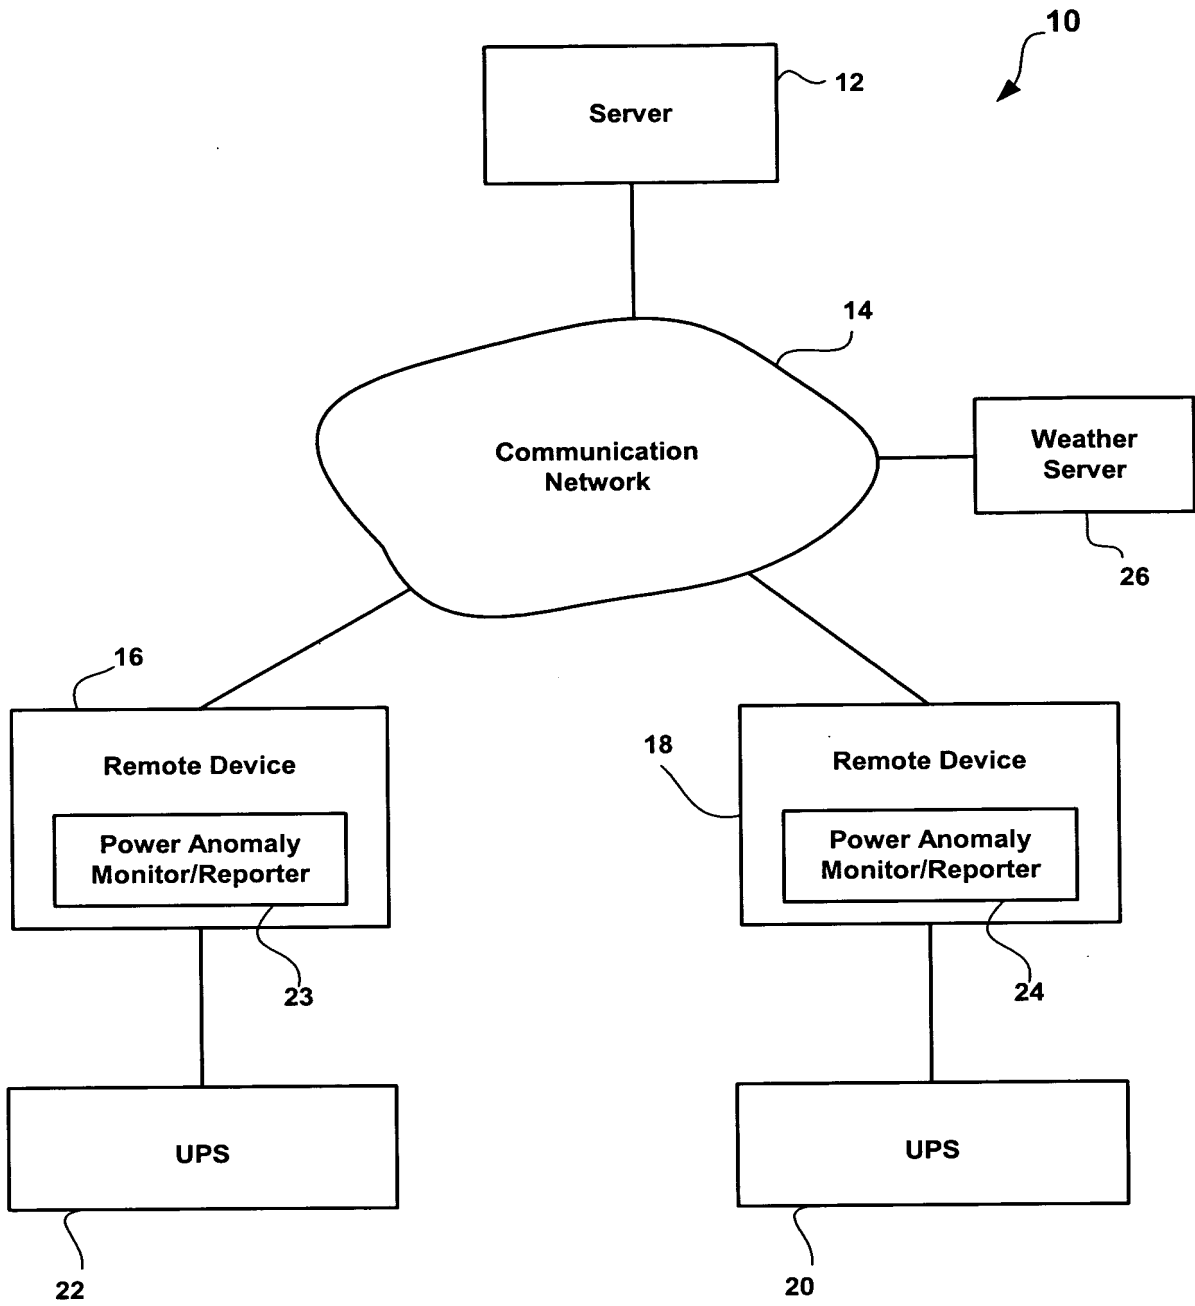 10
12
Server
14
Communication
Network
Weather
Server
26
16
18
Remote Device
Power Anomaly
Monitor/Reporter
23
Remote Device
Power Anomaly
Monitor/Reporter
24
UPS
22
UPS
20